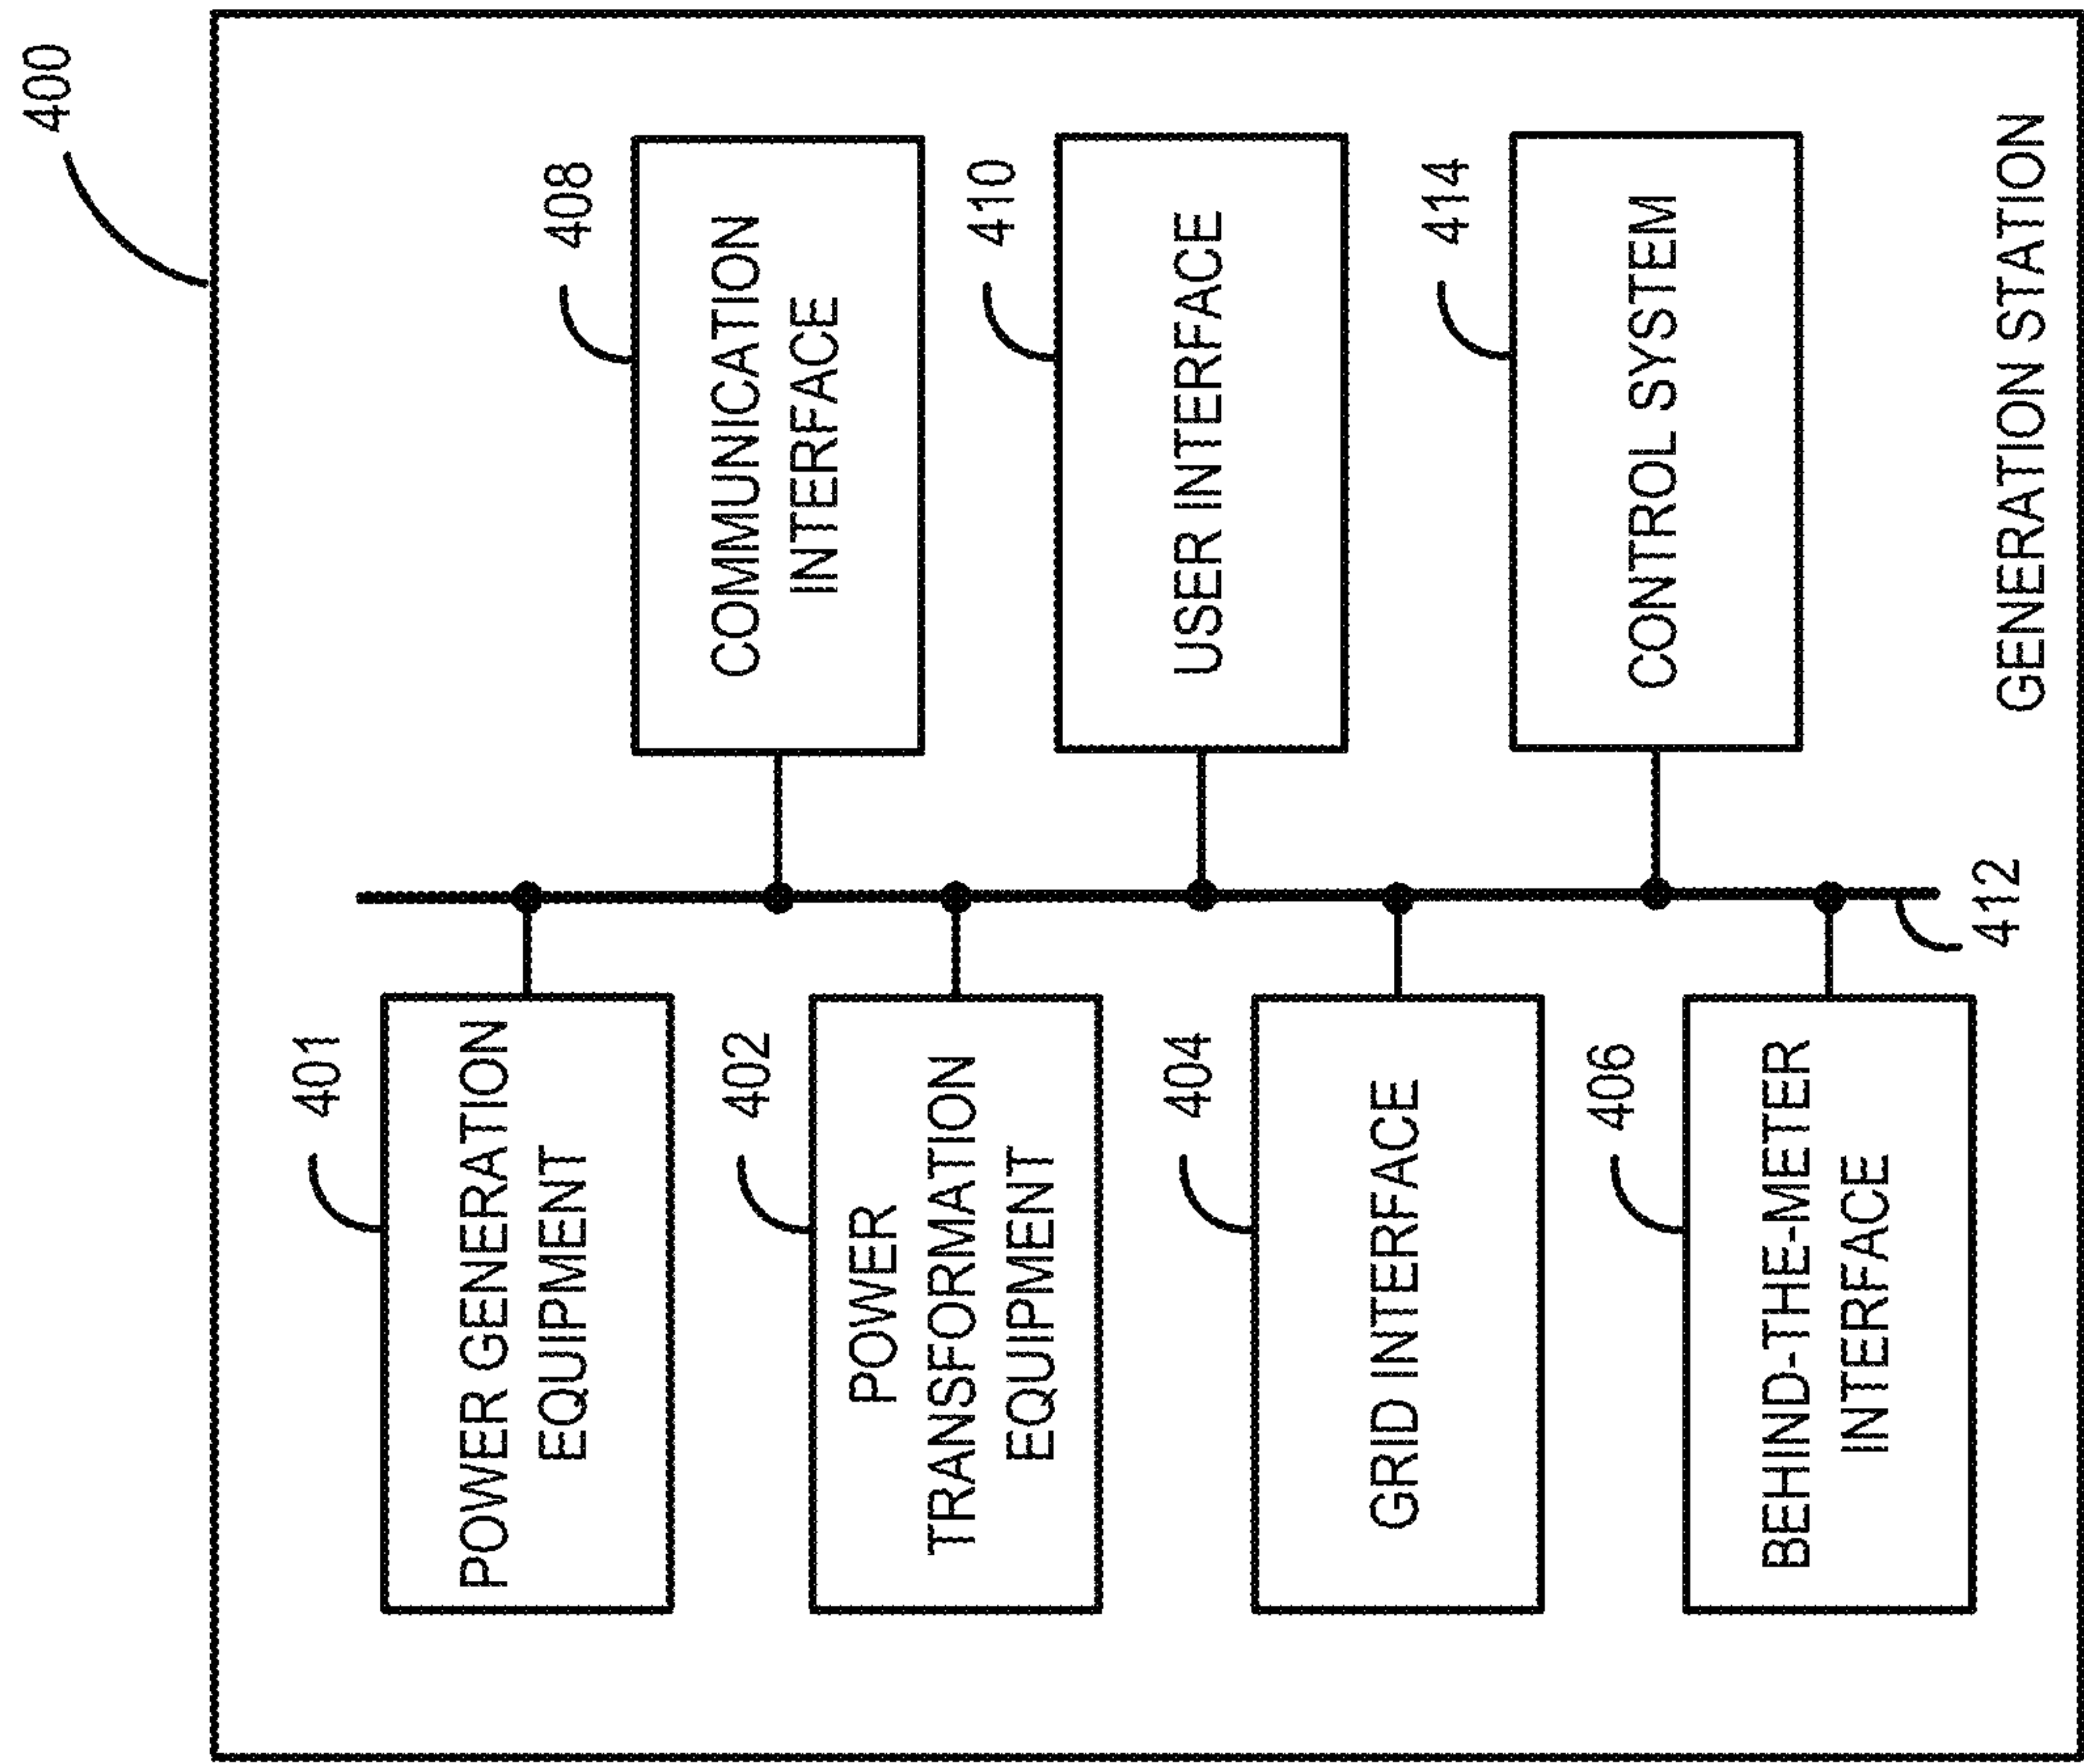 400
401
POWER GENERATION
EQUIPMENT
402
POWER
TRANSFORMATION
EQUIPMENT
404
GRID INTERFACE
406
BEHIND-THE-METER
INTERFACE
408
COMMUNICATION
INTERFACE
410
USER INTERFACE
414
CONTROL SYSTEM
412
GENERATION STATION